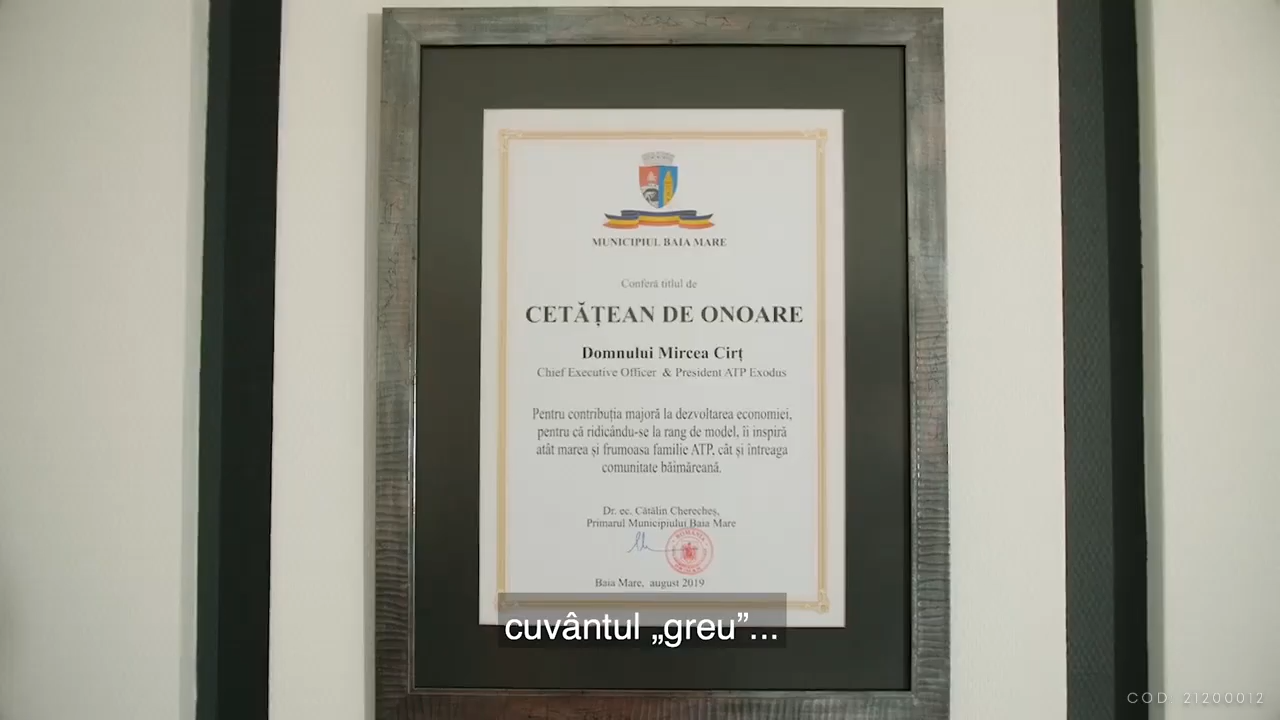 MUNICIPIUL BAIA MARE
Conferă titlul de
CETĂȚEAN DE ONOARE
Domnului Mircea Cirț
Chief Executive Officer & President ATP Exodus
Pentru contribuția majoră la dezvoltarea economiei,
pentru că ridicându-se la rang de model, îi inspiră
atât marea și frumoasa familie ATP, cât și întreaga
comunitate băimăreană.
Dr. ec. Cătălin Cherecheș,
Primarul Municipiului Baia Mare
ROMÂNIA
Baia Mare, august 2019
cuvântul „greu”...
COD 21200012